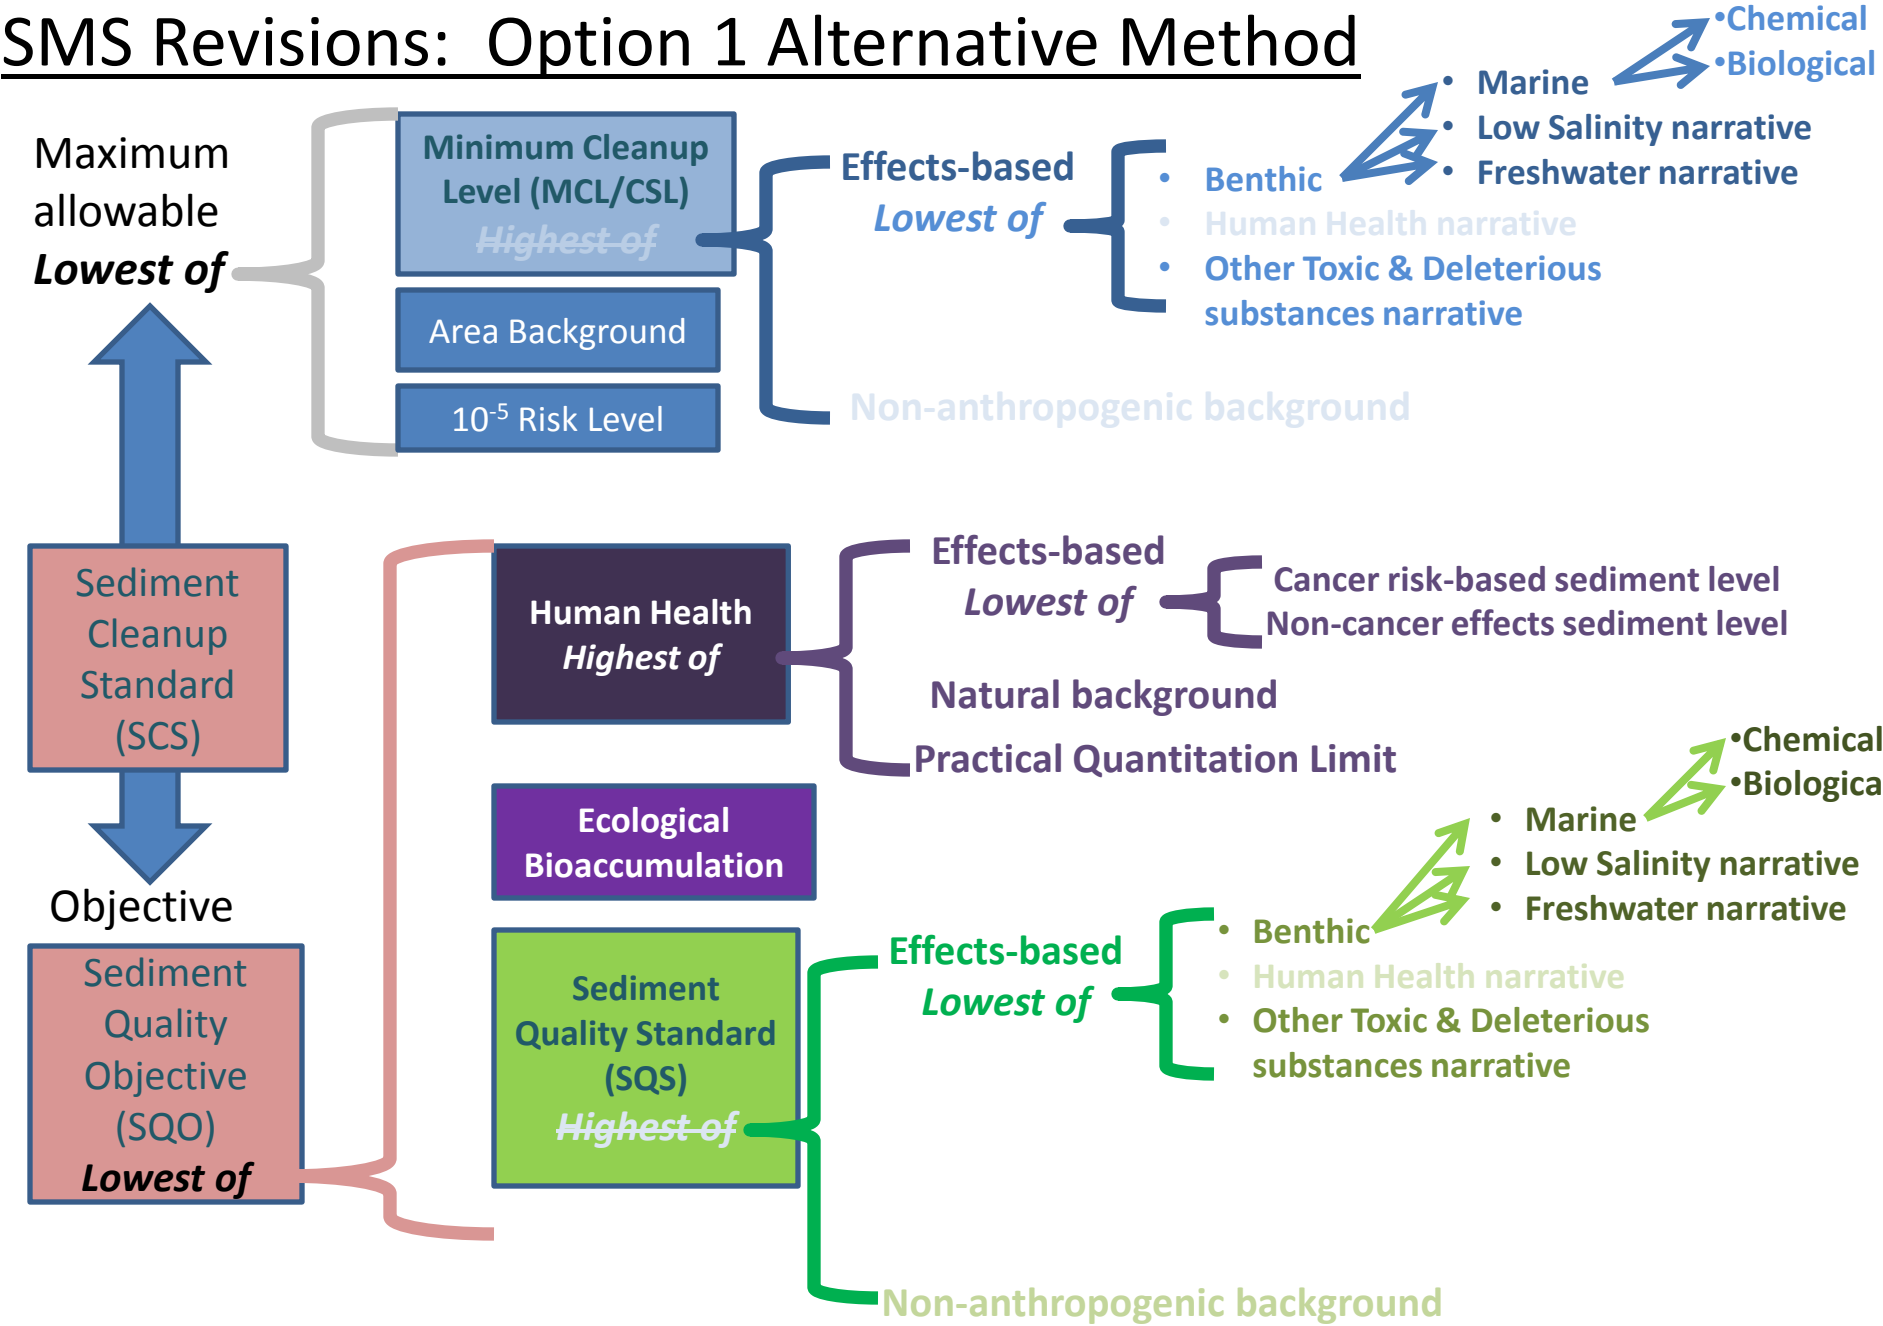 SMS Revisions: Option 1 Alternative Method
•Chemical
•Biological
• Marine
• Low Salinity narrative
• Freshwater narrative
Maximum
allowable
Lowest of
Minimum Cleanup
Level (MCL/CSL)
Highest of
Area Background
10-5 Risk Level
Effects-based
Lowest of
• Benthic
• Human Health narrative
• Other Toxic & Deleterious
substances narrative
Non-anthropogenic background
Sediment
Cleanup
Standard
(SCS)
Objective
Sediment
Quality
Objective
(SQO)
Lowest of
Human Health
Highest of
Effects-based
Lowest of
Cancer risk-based sediment level
Non-cancer effects sediment level
Natural background
Practical Quantitation Limit
Ecological
Bioaccumulation
Sediment
Quality Standard
(SQS)
Highest of
Effects-based
Lowest of
•Chemical
•Biologica
• Marine
• Low Salinity narrative
• Freshwater narrative
• Benthic
• Human Health narrative
• Other Toxic & Deleterious
substances narrative
Non-anthropogenic background